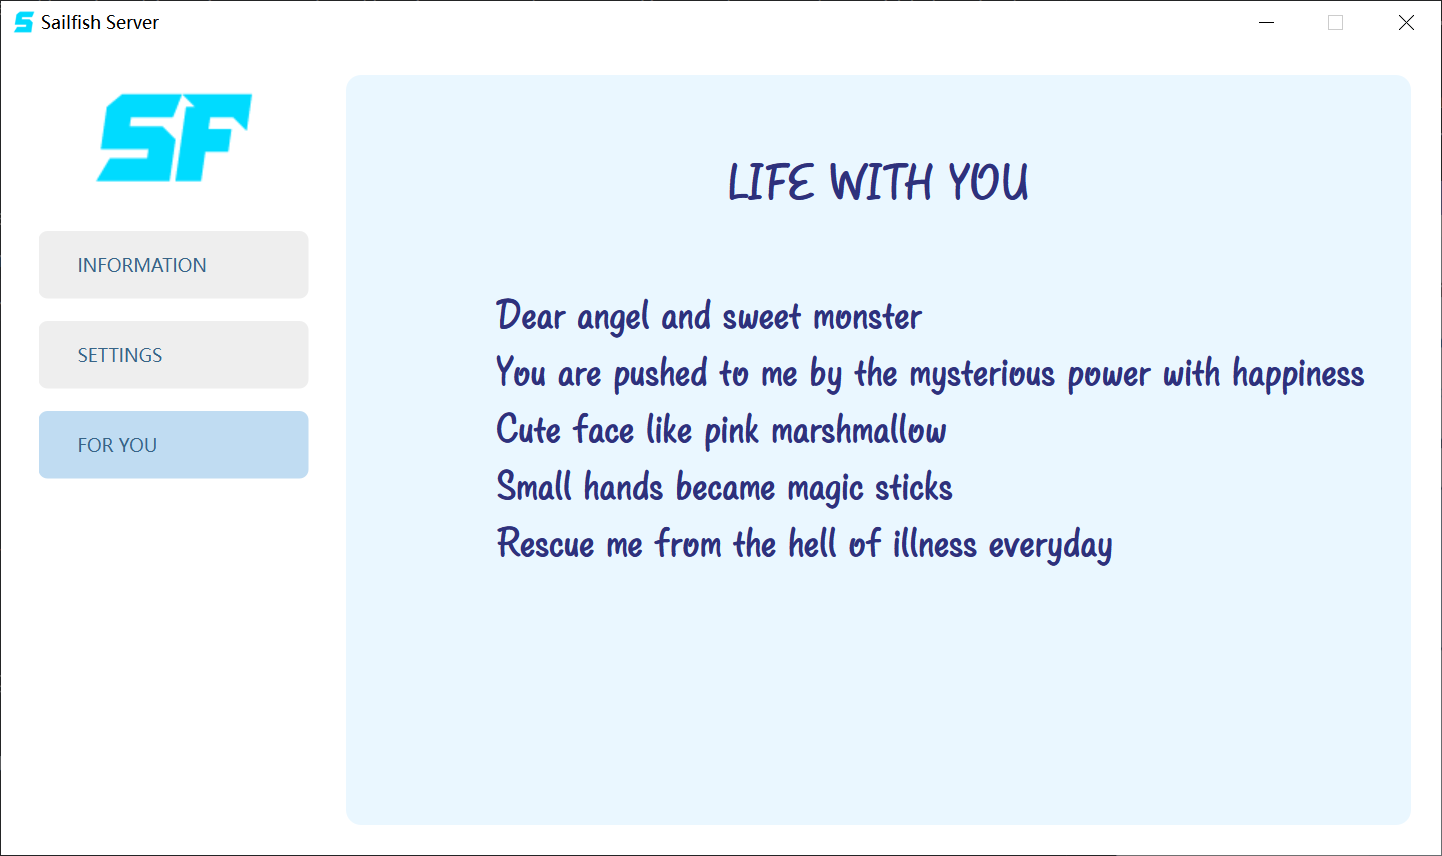 Sailfish Server
SF
INFORMATION
SETTINGS
FOR YOU
LIFE WITH YOU
Dear angel and sweet monster
You are pushed to me by the mysterious power with happiness
Cute face like pink marshmallow
Small hands became magic sticks
Rescue me from the hell of illness everyday